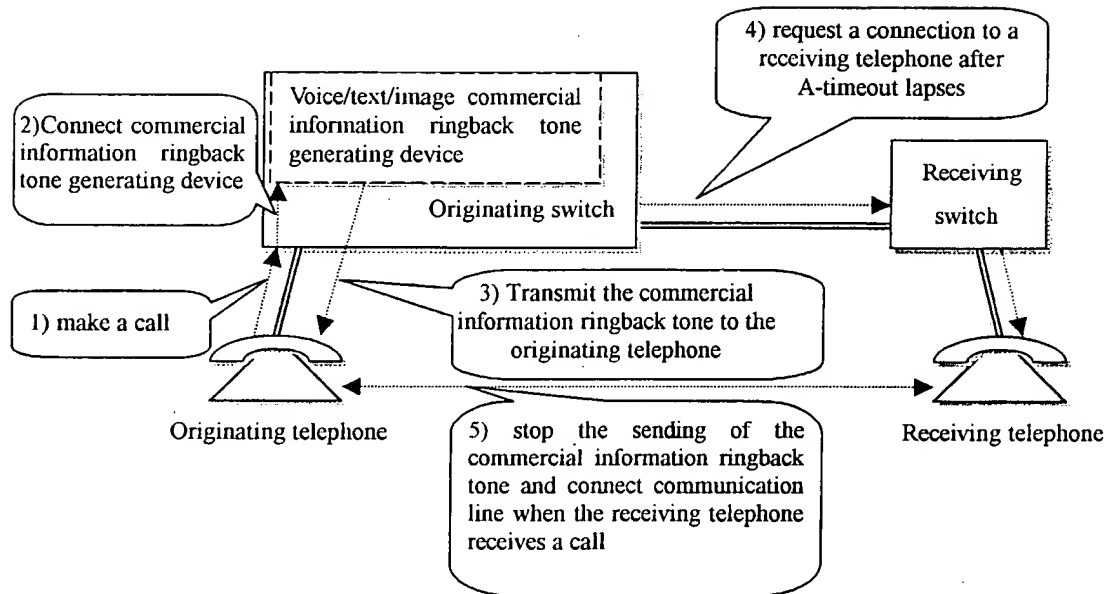 4) request a connection to a
receiving telephone after
A-timeout lapses
Voice/text/image commercial
information ringback tone
generating device
2)Connect commercial
information ringback
tone generating device
Originating switch
Receiving
switch
1) make a call
3) Transmit the commercial
information ringback tone to the
originating telephone
Originating telephone
Receiving telephone
5) stop the sending of the
commercial information ringback
tone and connect communication
line when the receiving telephone
receives a call